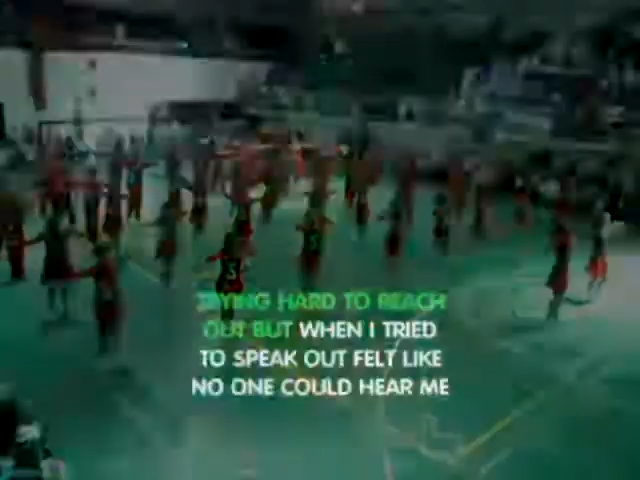 TRYING HARD TO REACH
OUT BUT WHEN I TRIED
TO SPEAK OUT FELT LIKE
NO ONE COULD HEAR ME